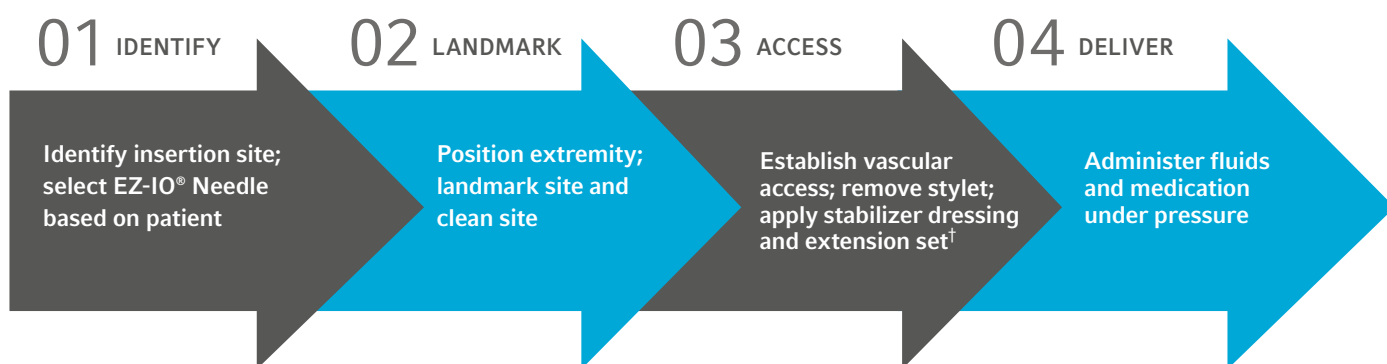 01 IDENTIFY
Identify insertion site;
select EZ-IO® Needle
based on patient
02 LANDMARK
Position extremity;
landmark site and
clean site
03 ACCESS
Establish vascular
access; remove stylet;
apply stabilizer dressing
and extension set†
04 DELIVER
Administer fluids
and medication
under pressure